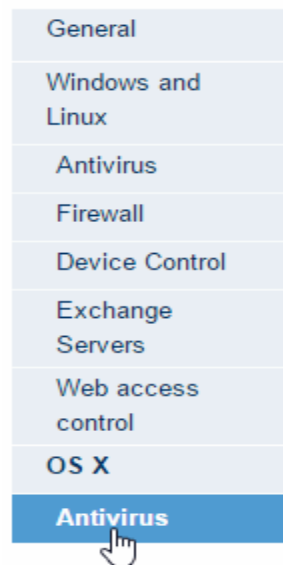 General
Windows and
Linux
Antivirus
Firewall
Device Control
Exchange
Servers
Web access
control
OS X
Antivirus